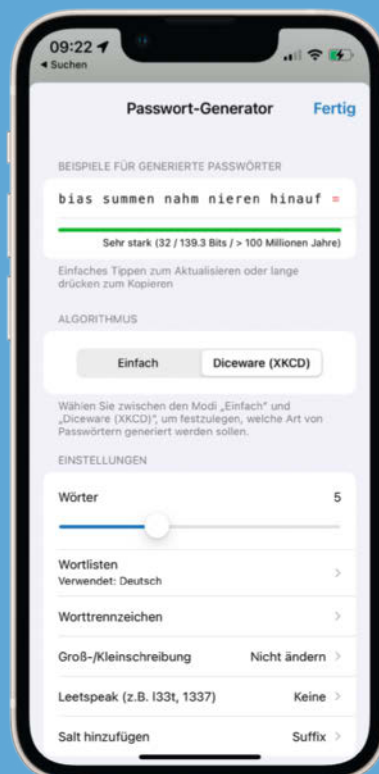 09:22
◀ Suchen
Passwort-Generator Fertig
BEISPIELE FÜR GENERIERTE PASSWÖRTER
bias summen nahm nieren hinauf =
Sehr stark (32 / 139.3 Bits / > 100 Millionen Jahre)
Einfaches Tippen zum Aktualisieren oder lange
drücken zum Kopieren
ALGORITHMUS
Einfach Diceware (XKCD)
Wählen Sie zwischen den Modi „Einfach" und
„Diceware (XKCD)", um festzulegen, welche Art von
Passwörtern generiert werden sollen.
EINSTELLUNGEN
Wörter 5
Wortlisten
Verwendet: Deutsch
Worttrennzeichen
Groß-/Kleinschreibung Nicht ändern
Leetspeak (z.B. l33t, 1337) Keine
Salt hinzufügen Suffix